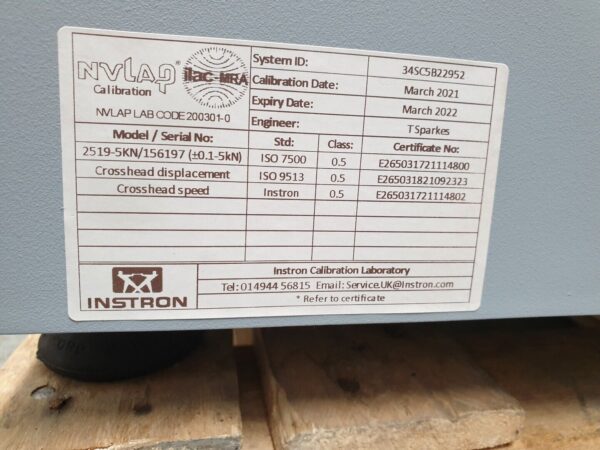 NVLAP
Calibration
ilac-MRA
NVLAP LAB CODE 200301-0
System ID: 34SC5B22952
Calibration Date: March 2021
Expiry Date: March 2022
Engineer: T Sparkes
Model / Serial No: Std: Class: Certificate No:
2519-5KN/156197 (±0.1-5kN) ISO 7500 0.5 E265031721114800
Crosshead displacement ISO 9513 0.5 E265031821092323
Crosshead speed Instron 0.5 E265031721114802
INSTRON
Instron Calibration Laboratory
Tel: 01494 56815 Email: Service.UK@Instron.com
* Refer to certificate